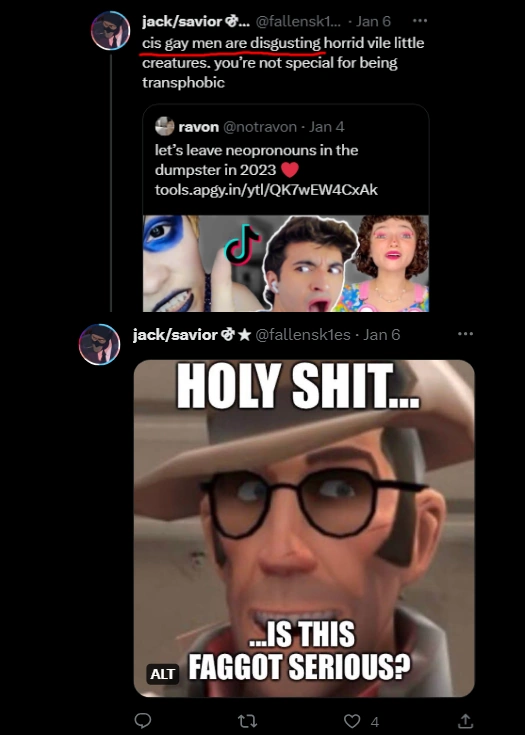 jack/savior ... @fallensk1... · Jan 6 ...
cis gay men are disgusting horrid vile little
creatures. you're not special for being
transphobic
ravon @notravon · Jan 4
let's leave neopronouns in the
dumpster in 2023 ❤️
tools.apgy.in/ytl/QK7wEW4CxAk
jack/savior ★ @fallensk1es · Jan 6 ...
HOLY SHIT...
...IS THIS
FAGGOT SERIOUS?
ALT
4